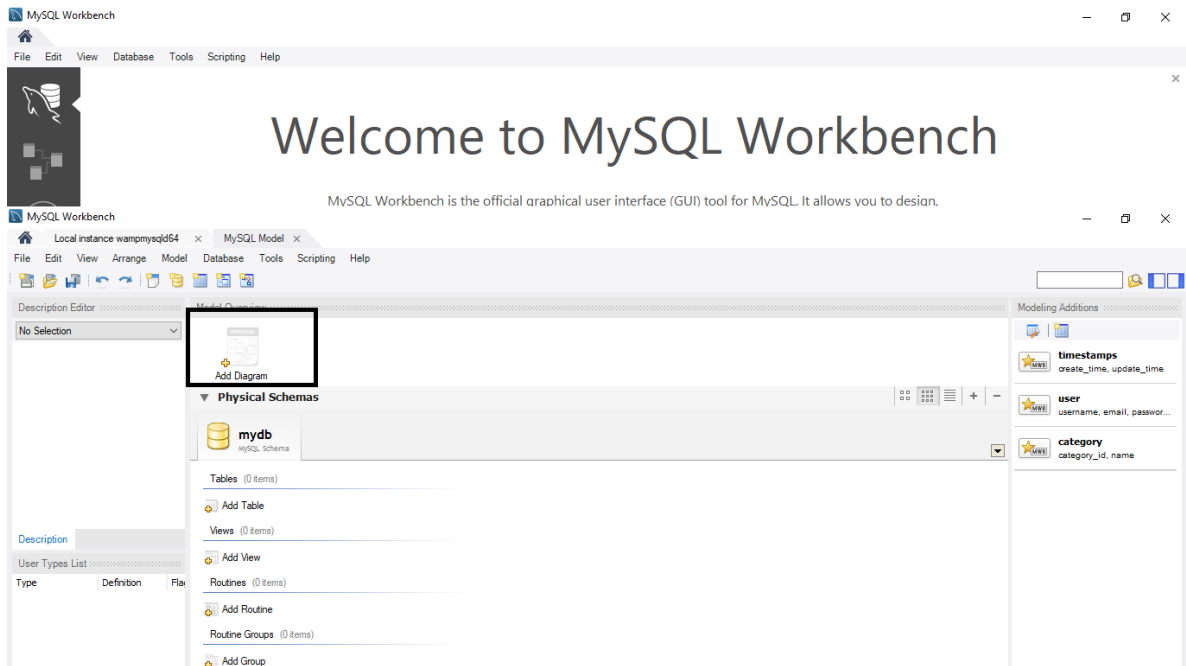 MySQL Workbench
File Edit View Database Tools Scripting Help
Welcome to MySQL Workbench
MySQL Workbench is the official graphical user interface (GUI) tool for MySQL. It allows you to design,
MySQL Workbench
Local instance wampmysqld64 MySQL Model
File Edit View Arrange Model Database Tools Scripting Help
Description Editor
Model Overview
Modeling Additions
No Selection
PHYSICAL
Add Diagram
timestamps
create_time, update_time
Physical Schemas
user
username, email, passwor...
mydb
MySQL Schema
category
category_id, name
Tables (0 items)
Add Table
Views (0 items)
Description
Add View
User Types List
Type Definition Flag
Routines (0 items)
Add Routine
Routine Groups (0 items)
Add Group
MWB
MWB
MWB